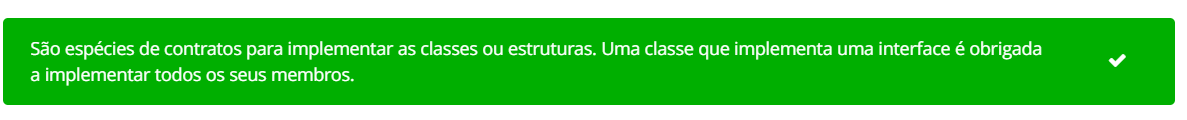 São espécies de contratos para implementar as classes ou estruturas. Uma classe que implementa uma interface é obrigada
a implementar todos os seus membros.